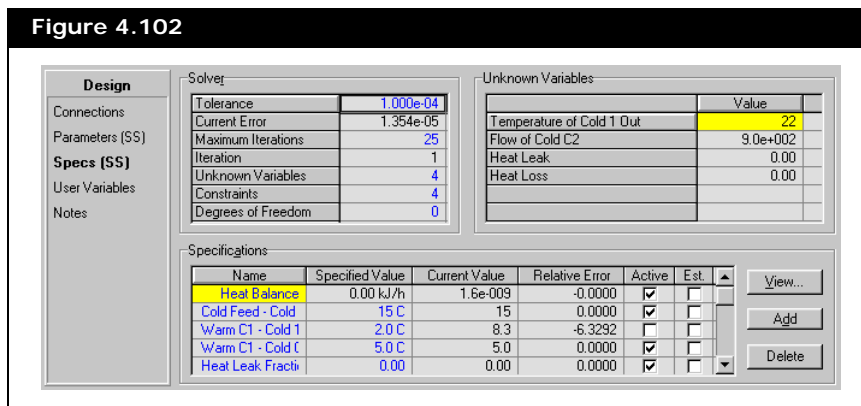 Figure 4.102
Design
Connections
Parameters (SS)
Specs (SS)
User Variables
Notes
Solver
Tolerance 1.000e-04
Current Error 1.354e-05
Maximum Iterations 25
Iteration 1
Unknown Variables 4
Constraints 4
Degrees of Freedom 0
Unknown Variables
Value
Temperature of Cold 1 Out 22
Flow of Cold C2 9.0e+002
Heat Leak 0.00
Heat Loss 0.00
Specifications
Name Specified Value Current Value Relative Error Active Est.
Heat Balance 0.00 kJ/h 1.6e-009 -0.0000
Cold Feed - Cold 15 C 15 0.0000
Warm C1 - Cold 1 2.0 C 8.3 -6.3292
Warm C1 - Cold ( 5.0 C 5.0 0.0000
Heat Leak Fracti 0.00 0.00 0.0000
View...
Add
Delete